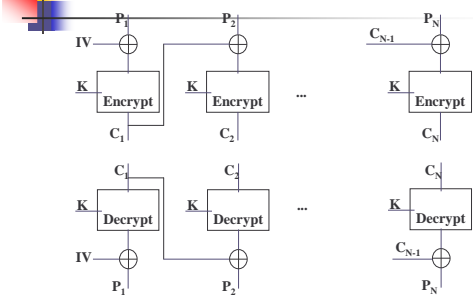 P1 P2 PN
IV CN-1
K Encrypt K Encrypt ... K Encrypt
C1 C2 CN
C1 C2 CN
K Decrypt K Decrypt ... K Decrypt
IV CN-1
P1 P2 PN